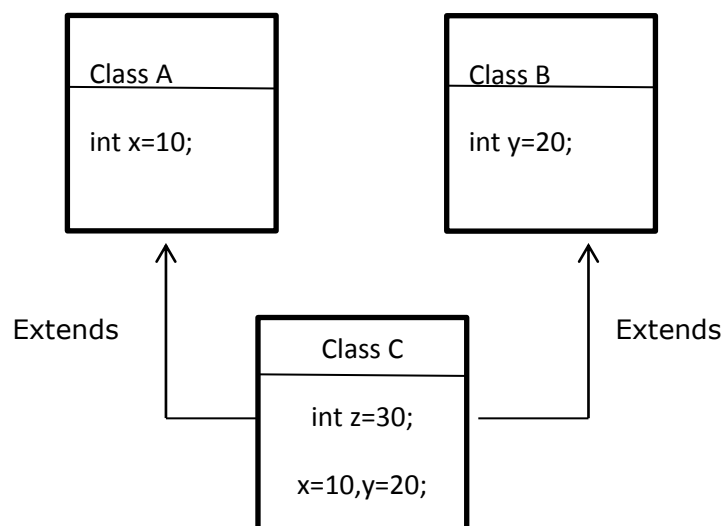 Class A
int x=10;
Class B
int y=20;
Extends
Extends
Class C
int z=30;
x=10,y=20;